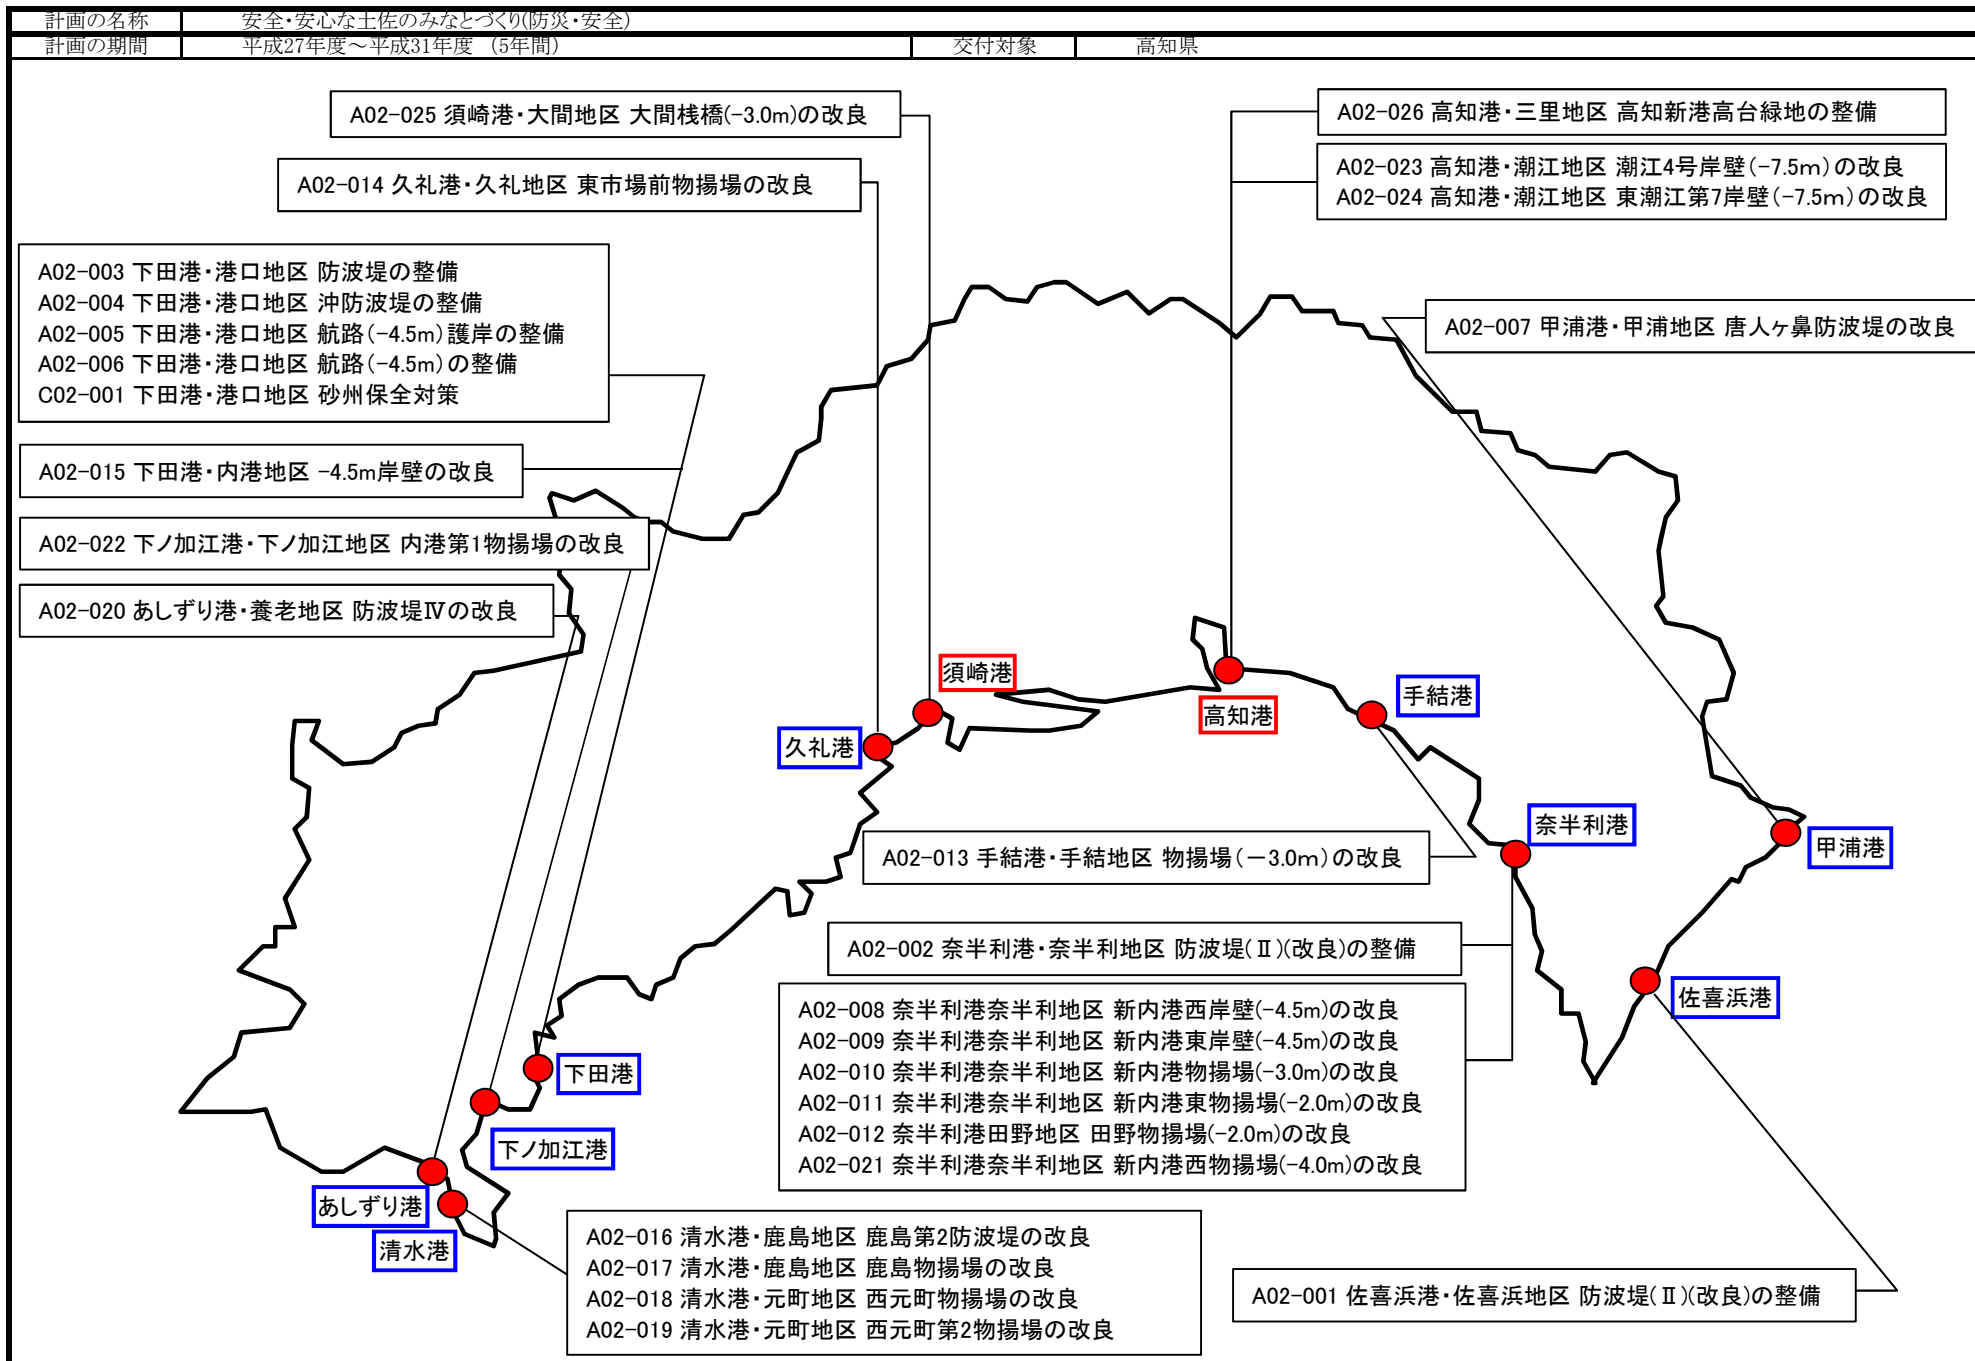 計画の名称 安全・安心な土佐のみなとづくり(防災・安全)
計画の期間 平成27年度～平成31年度 (5年間) 交付対象 高知県
A02-025 須崎港・大間地区 大間桟橋(-3.0m)の改良
A02-026 高知港・三里地区 高知新港高台緑地の整備
A02-014 久礼港・久礼地区 東市場前物揚場の改良
A02-023 高知港・潮江地区 潮江4号岸壁(-7.5m)の改良
A02-024 高知港・潮江地区 東潮江第7岸壁(-7.5m)の改良
A02-003 下田港・港口地区 防波堤の整備
A02-004 下田港・港口地区 沖防波堤の整備
A02-005 下田港・港口地区 航路(-4.5m)護岸の整備
A02-006 下田港・港口地区 航路(-4.5m)の整備
C02-001 下田港・港口地区 砂州保全対策
A02-007 甲浦港・甲浦地区 唐人ヶ鼻防波堤の改良
A02-015 下田港・内港地区 -4.5m岸壁の改良
A02-022 下ノ加江港・下ノ加江地区 内港第1物揚場の改良
A02-020 あしずり港・養老地区 防波堤Ⅳの改良
須崎港
高知港
手結港
久礼港
奈半利港
甲浦港
A02-013 手結港・手結地区 物揚場(－3.0m)の改良
A02-002 奈半利港・奈半利地区 防波堤(Ⅱ)(改良)の整備
佐喜浜港
A02-008 奈半利港奈半利地区 新内港西岸壁(-4.5m)の改良
A02-009 奈半利港奈半利地区 新内港東岸壁(-4.5m)の改良
A02-010 奈半利港奈半利地区 新内港物揚場(-3.0m)の改良
A02-011 奈半利港奈半利地区 新内港東物揚場(-2.0m)の改良
A02-012 奈半利港田野地区 田野物揚場(-2.0m)の改良
A02-021 奈半利港奈半利地区 新内港西物揚場(-4.0m)の改良
下田港
下ノ加江港
あしずり港
清水港
A02-016 清水港・鹿島地区 鹿島第2防波堤の改良
A02-017 清水港・鹿島地区 鹿島物揚場の改良
A02-018 清水港・元町地区 西元町物揚場の改良
A02-019 清水港・元町地区 西元町第2物揚場の改良
A02-001 佐喜浜港・佐喜浜地区 防波堤(Ⅱ)(改良)の整備